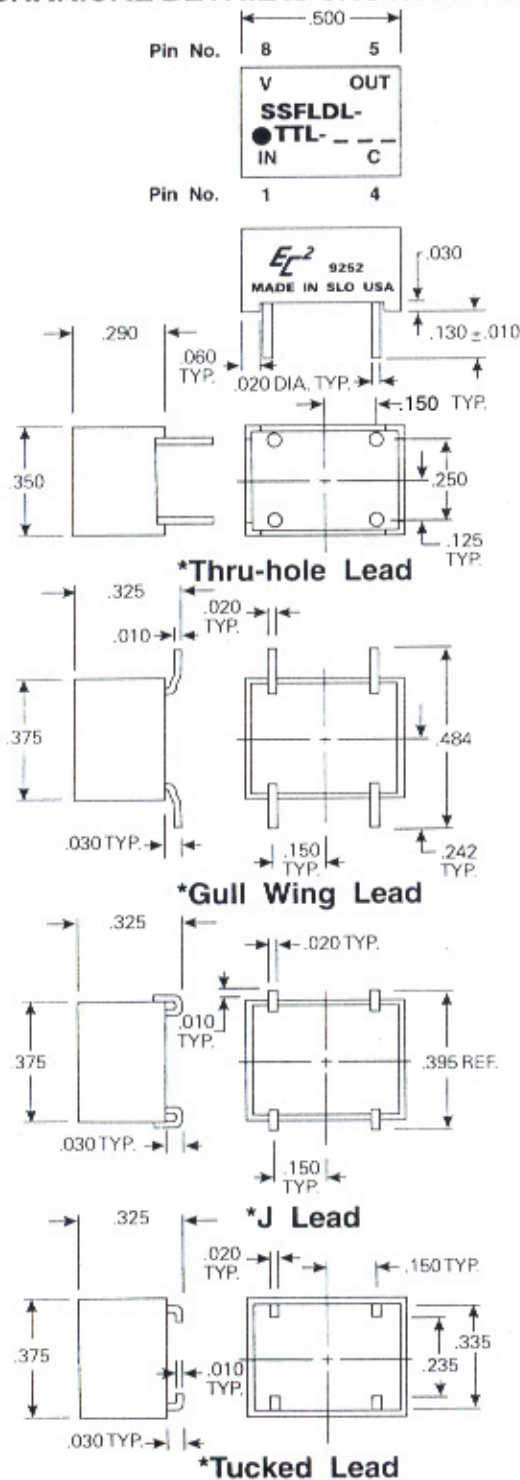 .500
Pin No. 8 5
V OUT
SSFLDL-
●TTL- _ _ _
IN C
Pin No. 1 4
EC² 9252
MADE IN SLO USA
.030
.130 ±.010
.290
.060 TYP.
.020 DIA. TYP.
.150 TYP.
.350
.250
.125 TYP.
*Thru-hole Lead
.325
.010
.020 TYP.
.375
.484
.030 TYP.
.150 TYP.
.242 TYP.
*Gull Wing Lead
.325
.020 TYP.
.010 TYP.
.375
.395 REF.
.030 TYP.
.150 TYP.
*J Lead
.325
.020 TYP.
.150 TYP.
.375
.010 TYP.
.335
.235
.030 TYP.
*Tucked Lead